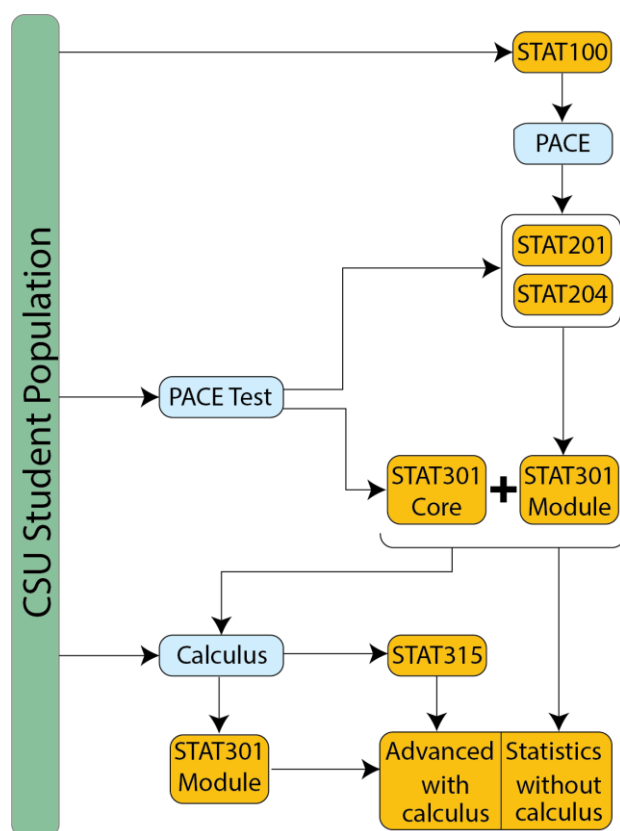 CSU Student Population
STAT100
PACE
STAT201
STAT204
PACE Test
STAT301
Core
+
STAT301
Module
Calculus
STAT315
STAT301
Module
Advanced
with
calculus
Statistics
without
calculus